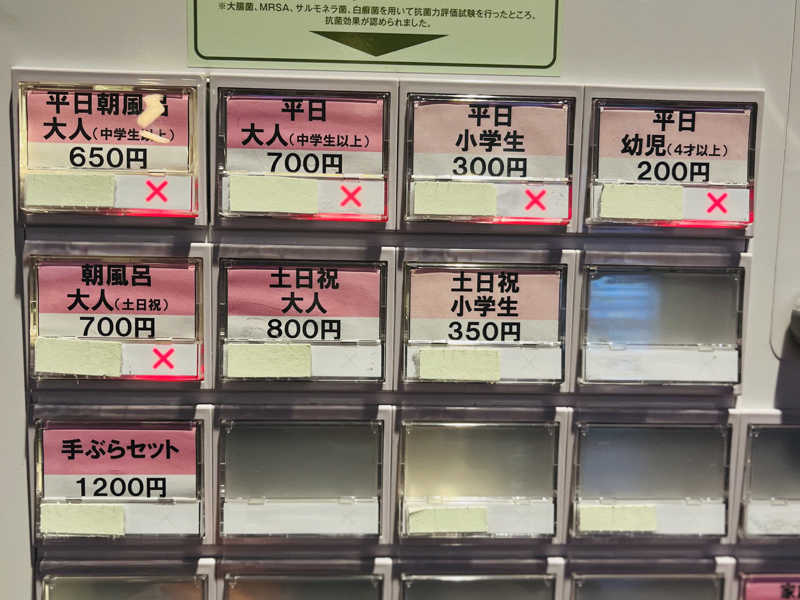 ※大腸菌、MRSA、サルモネラ菌、白癬菌を用いて抗菌力評価試験を行ったところ、
抗菌効果が認められました。
平日朝風呂
大人(中学生以上)
650円
×
平日
大人(中学生以上)
700円
×
平日
小学生
300円
×
平日
幼児(4才以上)
200円
×
朝風呂
大人(土日祝)
700円
×
土日祝
大人
800円
土日祝
小学生
350円
手ぶらセット
1200円